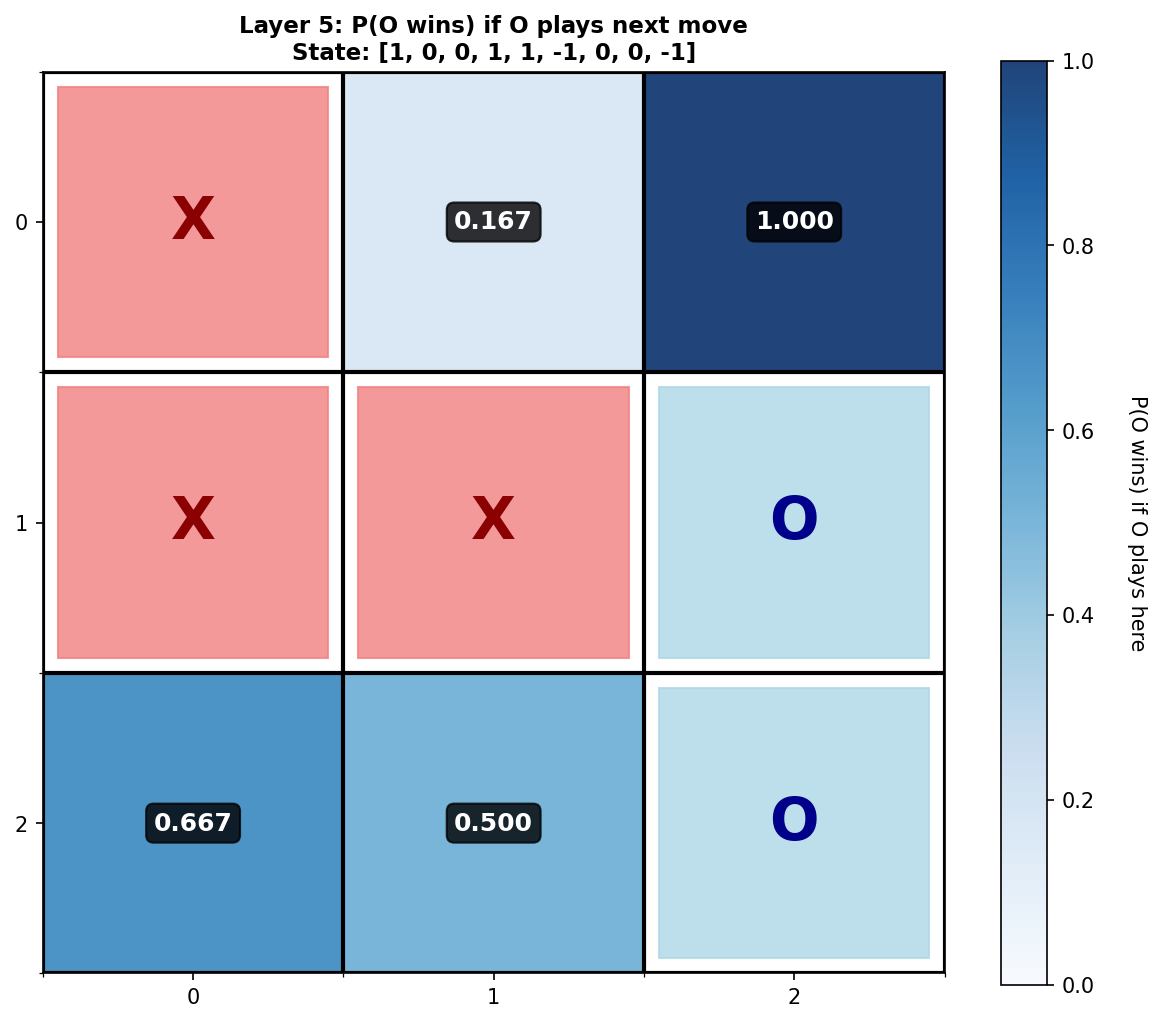 Layer 5: P(O wins) if O plays next move
State: [1, 0, 0, 1, 1, -1, 0, 0, -1]
0
X
0.167
1.000
1
X
X
O
2
0.667
0.500
O
0
1
2
1.0
0.8
0.6
0.4
0.2
0.0
P(O wins) if O plays here